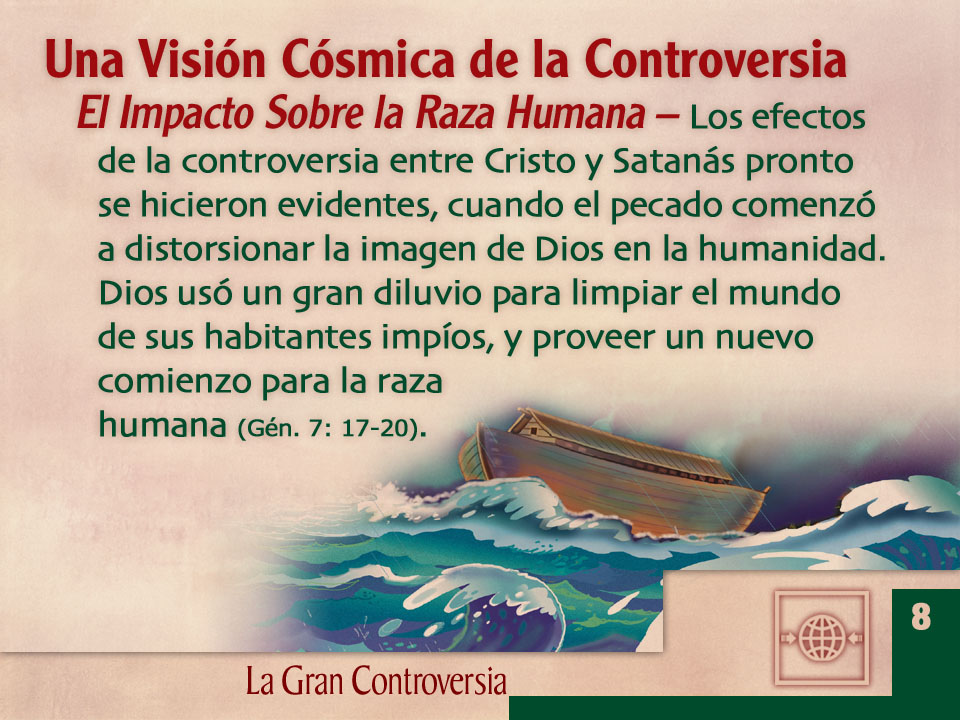 Una Visión Cósmica de la Controversia
El Impacto Sobre la Raza Humana – Los efectos
de la controversia entre Cristo y Satanás pronto
se hicieron evidentes, cuando el pecado comenzó
a distorsionar la imagen de Dios en la humanidad.
Dios usó un gran diluvio para limpiar el mundo
de sus habitantes impíos, y proveer un nuevo
comienzo para la raza
humana (Gén. 7: 17-20).
8
La Gran Controversia